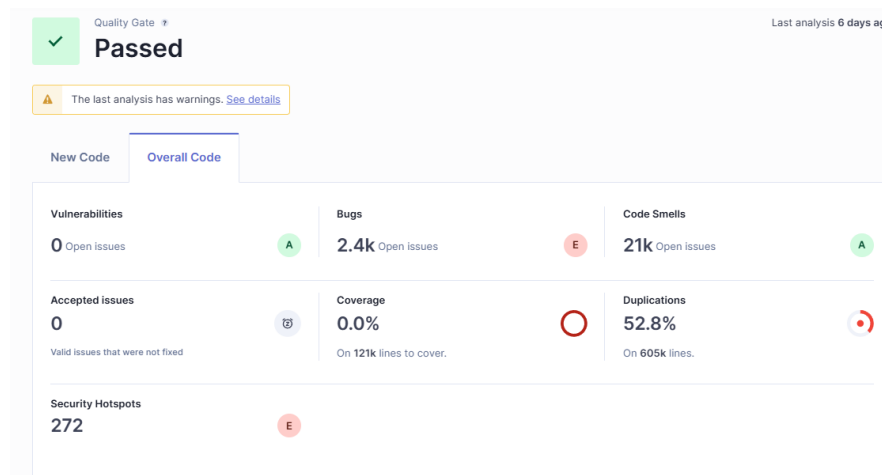 Quality Gate ?
Last analysis 6 days ag
Passed
The last analysis has warnings. See details
New Code
Overall Code
Vulnerabilities
0 Open issues
A
Bugs
2.4k Open issues
E
Code Smells
21k Open issues
A
Accepted issues
0
Valid issues that were not fixed
Coverage
0.0%
On 121k lines to cover.
Duplications
52.8%
On 605k lines.
Security Hotspots
272
E